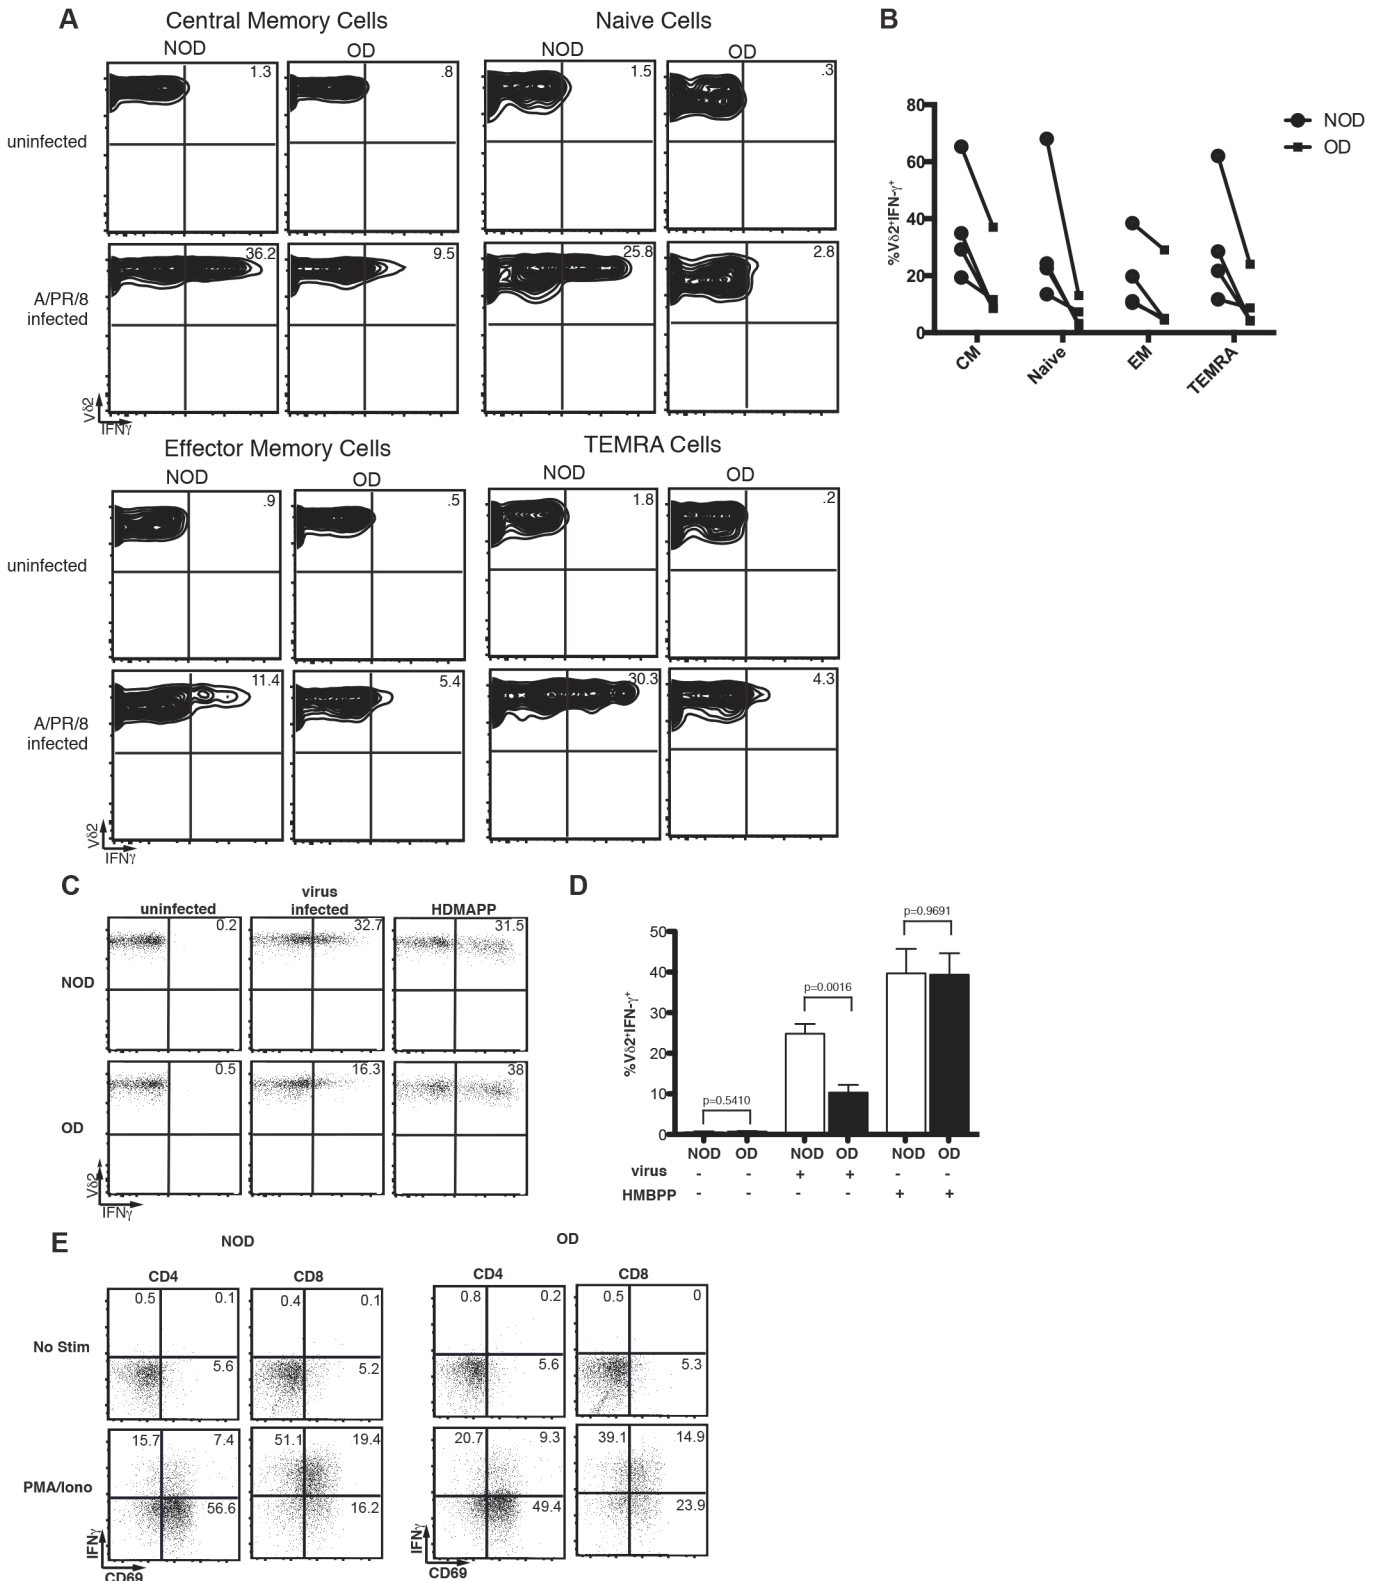 A
Central Memory Cells
Naive Cells
NOD
OD
NOD
OD
uninfected
1.3
.8
1.5
.3
A/PR/8
infected
36.2
9.5
25.8
2.8
Vδ2
IFNγ
Effector Memory Cells
TEMRA Cells
NOD
OD
NOD
OD
uninfected
.9
.5
1.8
.2
A/PR/8
infected
11.4
5.4
30.3
4.3
Vδ2
IFNγ
B
%Vδ2+IFN-γ+
80
60
40
20
0
CM
Naive
EM
TEMRA
NOD
OD
C
uninfected
virus
infected
HDMAPP
NOD
0.2
32.7
31.5
OD
0.5
16.3
38
Vδ2
IFNγ
D
%Vδ2+IFN-γ+
50
40
30
20
10
0
p=0.5410
p=0.0016
p=0.9691
NOD OD NOD OD NOD OD
virus - - + + - -
HMBPP - - - - + +
E
NOD
OD
CD4
CD8
CD4
CD8
No Stim
0.5 0.1
5.6
0.4 0.1
5.2
0.8 0.2
5.6
0.5 0
5.3
PMA/Iono
15.7 7.4
56.6
51.1 19.4
16.2
20.7 9.3
49.4
39.1 14.9
23.9
IFNγ
CD69
IFNγ
CD69